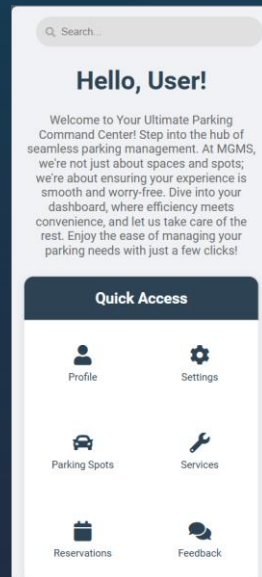 Search...
Hello, User!
Welcome to Your Ultimate Parking
Command Center! Step into the hub of
seamless parking management. At MGMS,
we're not just about spaces and spots;
we're about ensuring your experience is
smooth and worry-free. Dive into your
dashboard, where efficiency meets
convenience, and let us take care of the
rest. Enjoy the ease of managing your
parking needs with just a few clicks!
Quick Access
Profile
Settings
Parking Spots
Services
Reservations
Feedback